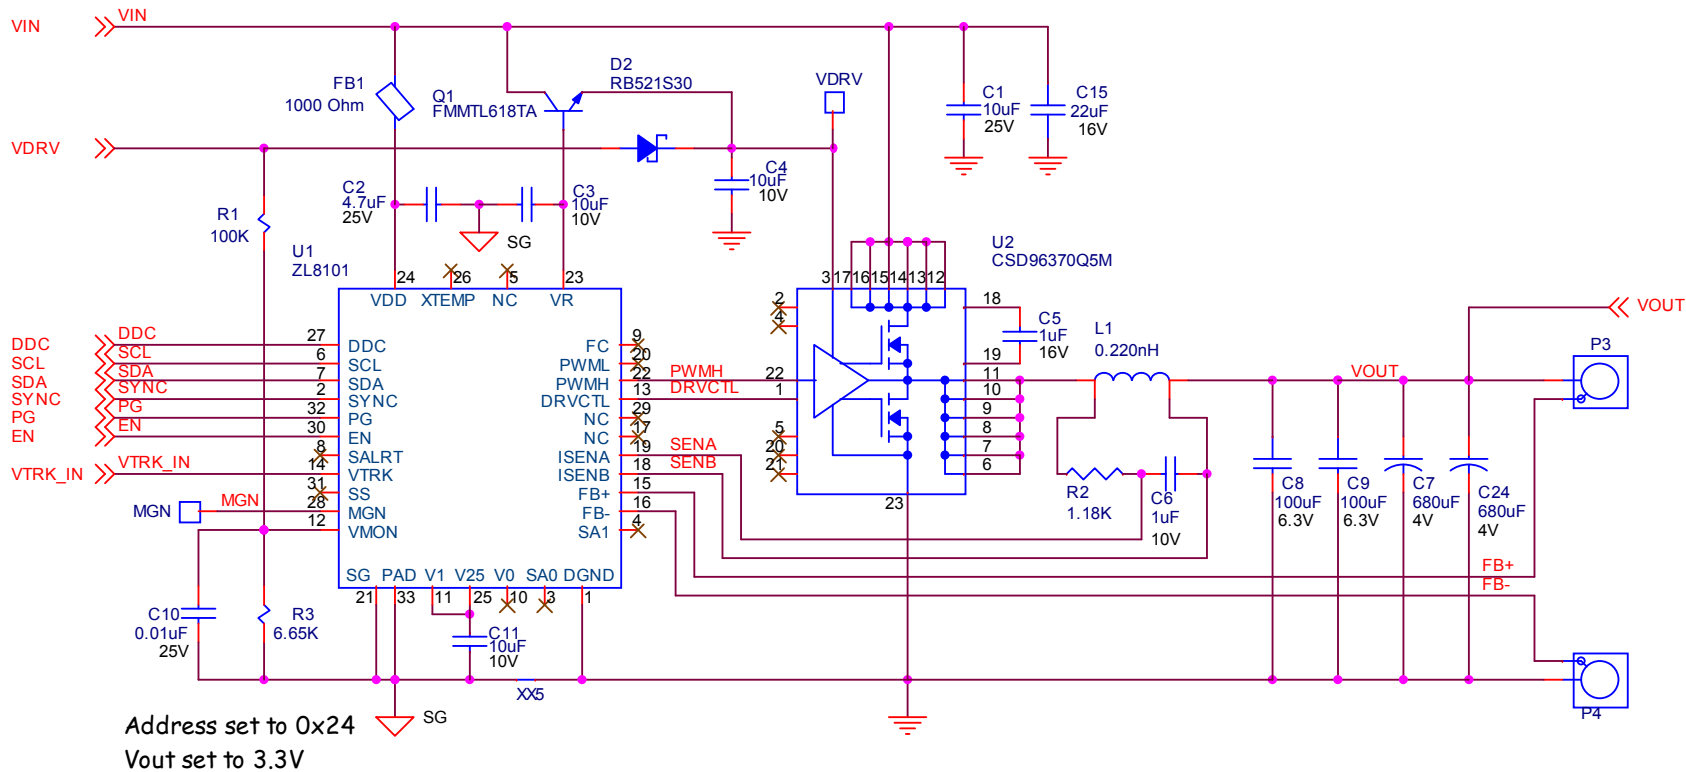 VIN
VIN
FB1
1000 Ohm
Q1
FMMTL618TA
D2
RB521S30
VDRV
C1
10uF
25V
C15
22uF
16V
VDRV
C2
4.7uF
25V
C3
10uF
10V
C4
10uF
10V
SG
R1
100K
U1
ZL8101
U2
CSD96370Q5M
24
26
5
23
VDD
XTEMP
NC
VR
3
17
16
15
14
13
12
2
4
18
C5
1uF
16V
19
L1
0.220nH
VOUT
P3
DDC
DDC
27
DDC
SCL
SCL
6
SCL
SDA
SDA
7
SDA
SYNC
SYNC
2
SYNC
PG
PG
32
PG
EN
EN
30
EN
8
SALRT
VTRK_IN
VTRK_IN
14
VTRK
31
SS
MGN
MGN
28
MGN
12
VMON
FC
9
PWML
20
PWMH
22
PWMH
22
DRVCTL
13
DRVCTL
1
NC
29
NC
17
ISENA
19
SENA
ISENB
18
SENB
FB+
15
FB-
16
SA1
4
5
20
21
11
10
9
8
7
6
23
VOUT
R2
1.18K
C6
1uF
10V
C8
100uF
6.3V
C9
100uF
6.3V
C7
680uF
4V
C24
680uF
4V
FB+
FB-
SG
PAD
V1
V25
V0
SA0
DGND
21
33
11
25
10
3
1
C10
0.01uF
25V
R3
6.65K
C11
10uF
10V
XX5
SG
P4
Address set to 0x24
Vout set to 3.3V